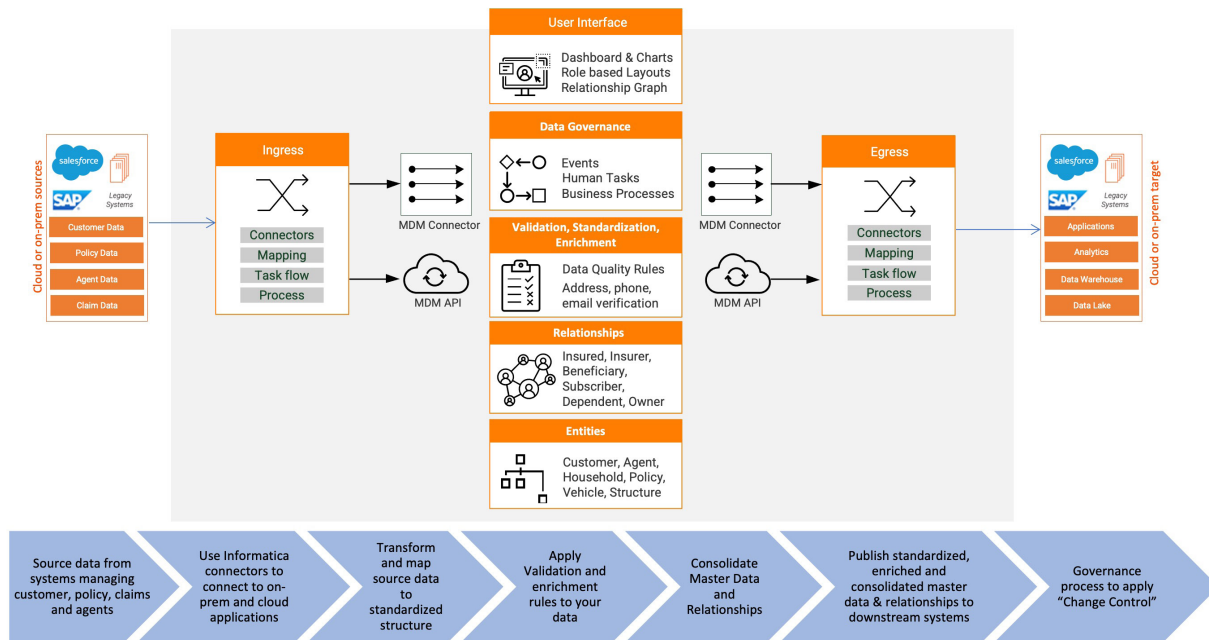 Cloud or on-prem sources
salesforce
SAP
Legacy
Systems
Customer Data
Policy Data
Agent Data
Claim Data
Ingress
Connectors
Mapping
Task flow
Process
MDM Connector
MDM API
User Interface
Dashboard & Charts
Role based Layouts
Relationship Graph
Data Governance
Events
Human Tasks
Business Processes
Validation, Standardization,
Enrichment
Data Quality Rules
Address, phone,
email verification
Relationships
Insured, Insurer,
Beneficiary,
Subscriber,
Dependent, Owner
Entities
Customer, Agent,
Household, Policy,
Vehicle, Structure
MDM Connector
MDM API
Egress
Connectors
Mapping
Task flow
Process
salesforce
SAP
Legacy
Systems
Applications
Analytics
Data Warehouse
Data Lake
Cloud or on-prem target
Source data from
systems managing
customer, policy, claims
and agents
Use Informatica
connectors to
connect to on-
prem and cloud
applications
Transform
and map
source data
to
standardized
structure
Apply
Validation and
enrichment
rules to your
data
Consolidate
Master Data
and
Relationships
Publish standardized,
enriched and
consolidated master
data & relationships to
downstream systems
Governance
process to apply
“Change Control”